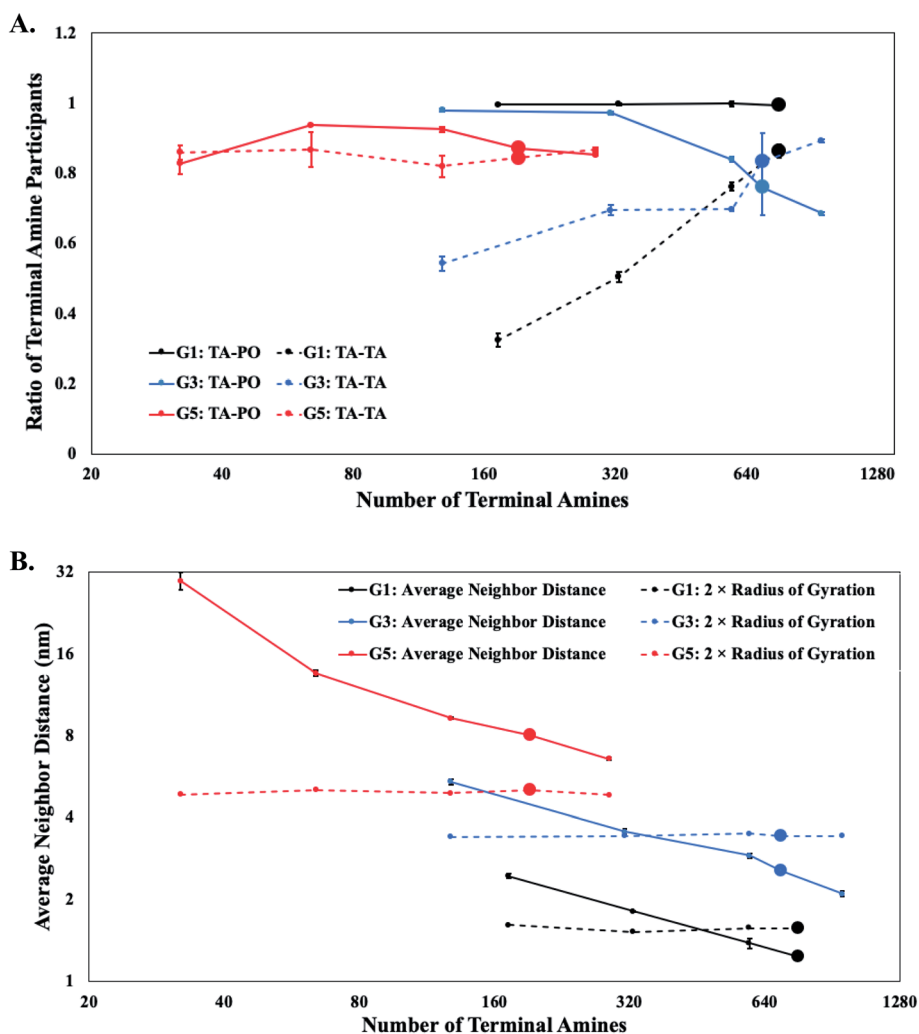 A.
1.2
1
0.8
0.6
0.4
0.2
0
Ratio of Terminal Amine Participants
G1: TA-PO G1: TA-TA
G3: TA-PO G3: TA-TA
G5: TA-PO G5: TA-TA
20 40 80 160 320 640 1280
Number of Terminal Amines
B.
32
16
8
4
2
1
Average Neighbor Distance (nm)
G1: Average Neighbor Distance G1: 2 × Radius of Gyration
G3: Average Neighbor Distance G3: 2 × Radius of Gyration
G5: Average Neighbor Distance G5: 2 × Radius of Gyration
20 40 80 160 320 640 1280
Number of Terminal Amines